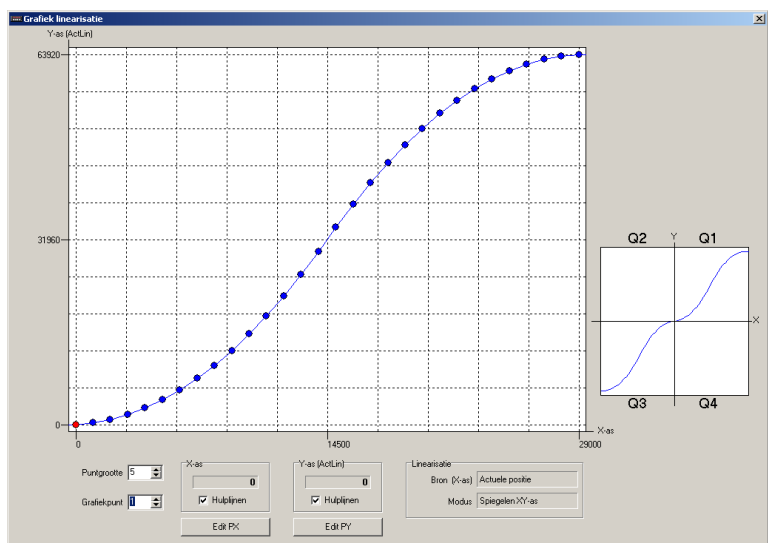 Grafiek linearisatie
Y-as (ActLin)
63920
31960
0
0
14500
29000
X-as
Q2
Y
Q1
X
Q3
Q4
Puntgrootte 5
Grafiekpunt 1
X-as
0
Hulplijnen
Edit PX
Y-as (ActLin)
0
Hulplijnen
Edit PY
Linearisatie
Bron (X-as) Actuele positie
Modus Spiegelen XY-as